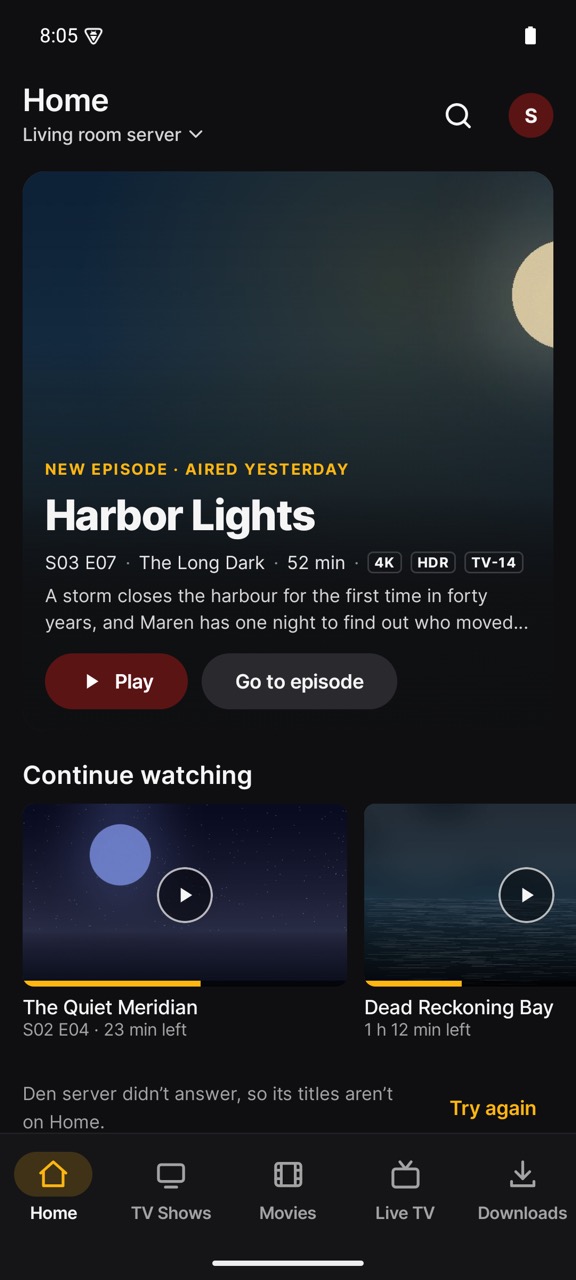 8:05
Home
Living room server
S
NEW EPISODE · AIRED YESTERDAY
Harbor Lights
S03 E07 · The Long Dark · 52 min · 4K HDR TV-14
A storm closes the harbour for the first time in forty
years, and Maren has one night to find out who moved…
Play
Go to episode
Continue watching
The Quiet Meridian
S02 E04 · 23 min left
Dead Reckoning Bay
1 h 12 min left
Den server didn’t answer, so its titles aren’t
on Home.
Try again
Home
TV Shows
Movies
Live TV
Downloads